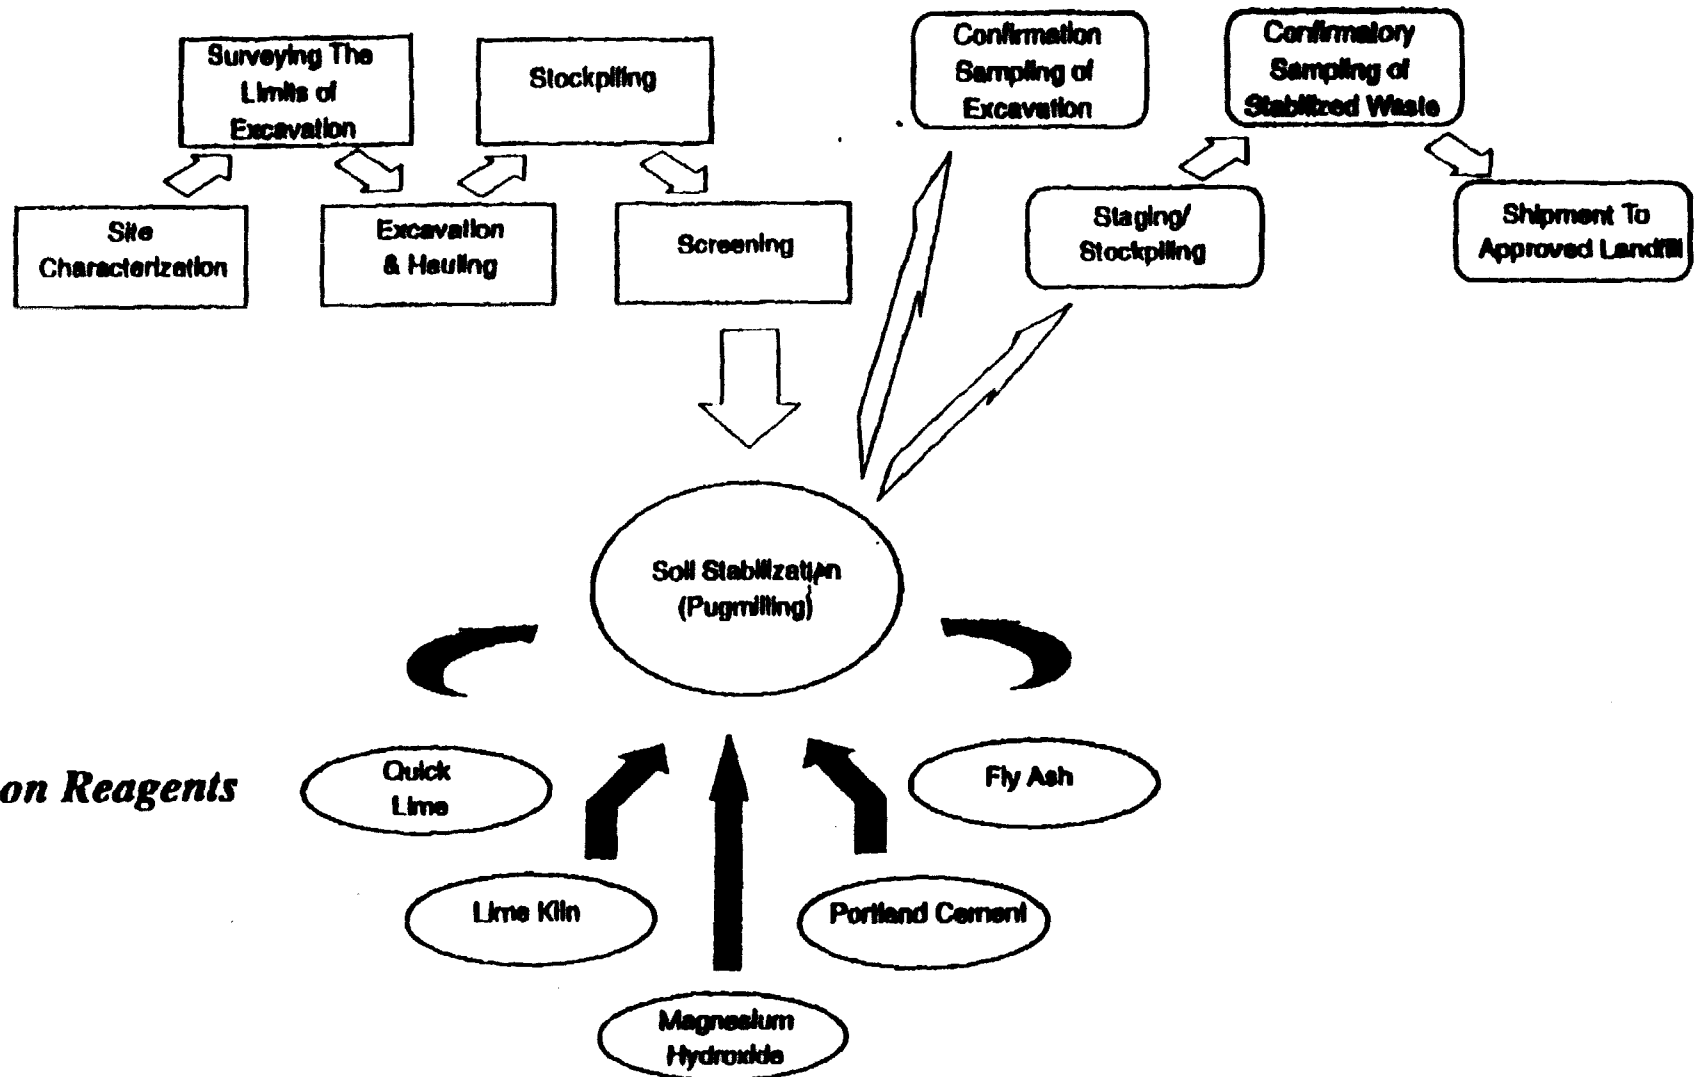 Surveying The
Limits of
Excavation
Stockpiling
Confirmation
Sampling of
Excavation
Confirmatory
Sampling of
Stabilized Waste
Site
Characterization
Excavation
& Hauling
Screening
Staging/
Stockpiling
Shipment To
Approved Landfill
Soil Stabilization
(Pugmilling)
on Reagents
Quick
Lime
Fly Ash
Lime Kiln
Portland Cement
Magnesium
Hydroxide